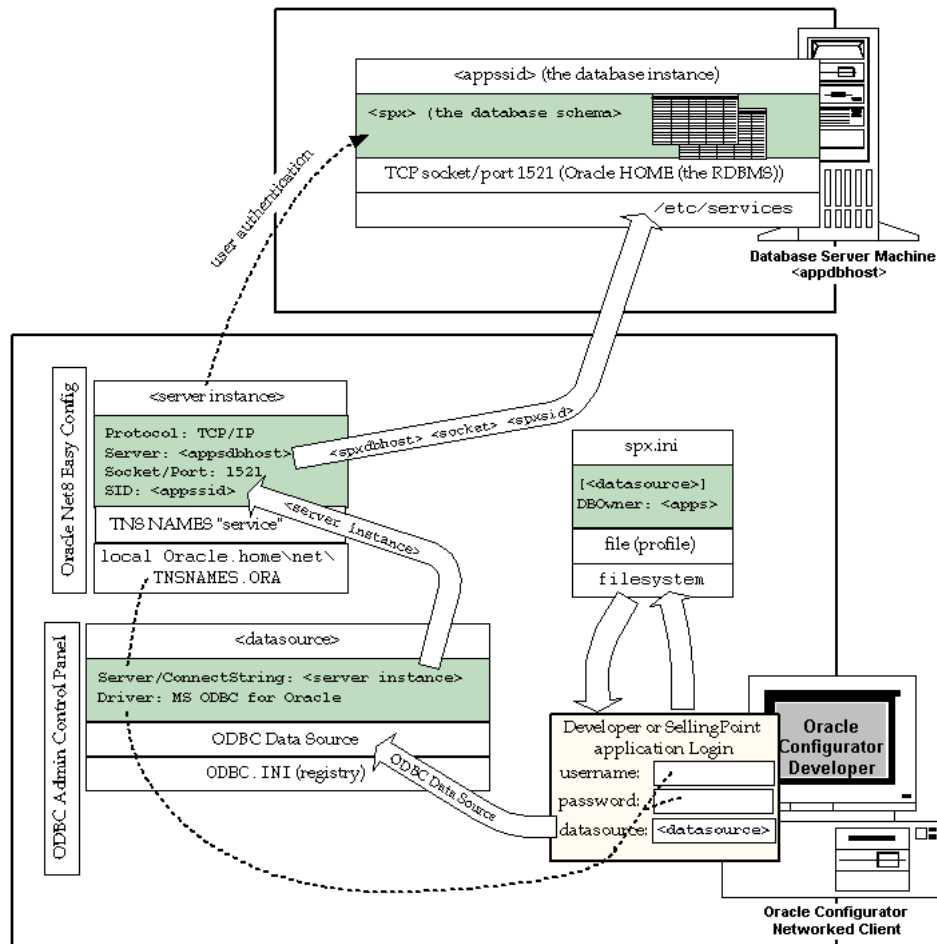 <appssid> (the database instance)
<spx> (the database schema>
TCP socket/port 1521 (Oracle HOME (the RDBMS))
/etc/services
Database Server Machine
<appdbhost>
user authentication
Oracle Net8 Easy Config
<server instance>
Protocol: TCP/IP
Server: <appsdbhost>
Socket/Port: 1521
SID: <appssid>
TNS NAMES "service"
local Oracle.home\net\
TNSNAMES.ORA
<spxdbhost> <socket> <spxsid>
<server instance>
spx.ini
[<datasource>]
DBOwner: <apps>
file (profile)
filesystem
ODBC Admin Control Panel
<datasource>
Server/ConnectString: <server instance>
Driver: MS ODBC for Oracle
ODBC Data Source
ODBC.INI (registry)
ODBC Data Source
Developer or SellingPoint
application Login
username:
password:
datasource: <datasource>
Oracle
Configurator
Developer
Oracle Configurator
Networked Client